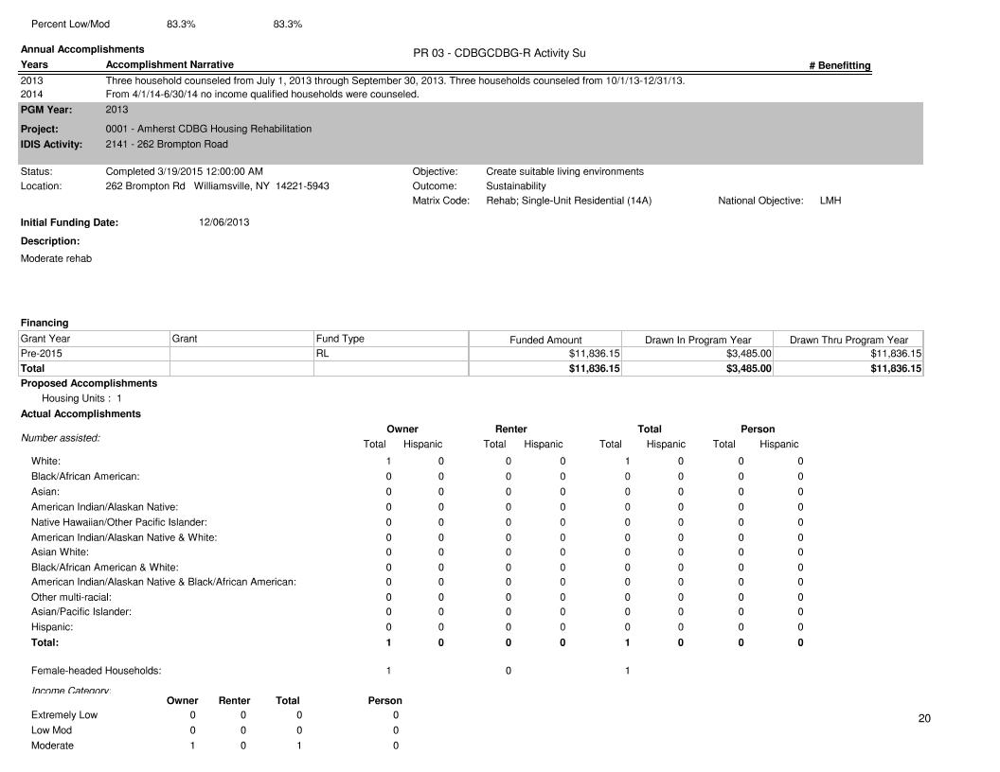 Percent Low/Mod 83.3% 83.3%
Annual Accomplishments
PR 03 - CDBGCDBG-R Activity Su
Years Accomplishment Narrative # Benefitting
2013 Three household counseled from July 1, 2013 through September 30, 2013. Three households counseled from 10/1/13-12/31/13.
2014 From 4/1/14-6/30/14 no income qualified households were counseled.
PGM Year: 2013
Project: 0001 - Amherst CDBG Housing Rehabilitation
IDIS Activity: 2141 - 262 Brompton Road
Status: Completed 3/19/2015 12:00:00 AM Objective: Create suitable living environments
Location: 262 Brompton Rd Williamsville, NY 14221-5943 Outcome: Sustainability
Matrix Code: Rehab; Single-Unit Residential (14A) National Objective: LMH
Initial Funding Date: 12/06/2013
Description:
Moderate rehab
Financing
Grant Year Grant Fund Type Funded Amount Drawn In Program Year Drawn Thru Program Year
Pre-2015 RL $11,836.15 $3,485.00 $11,836.15
Total $11,836.15 $3,485.00 $11,836.15
Proposed Accomplishments
Housing Units : 1
Actual Accomplishments
Owner Renter Total Person
Number assisted:
Total Hispanic Total Hispanic Total Hispanic Total Hispanic
White: 1 0 0 0 1 0 0 0
Black/African American: 0 0 0 0 0 0 0 0
Asian: 0 0 0 0 0 0 0 0
American Indian/Alaskan Native: 0 0 0 0 0 0 0 0
Native Hawaiian/Other Pacific Islander: 0 0 0 0 0 0 0 0
American Indian/Alaskan Native & White: 0 0 0 0 0 0 0 0
Asian White: 0 0 0 0 0 0 0 0
Black/African American & White: 0 0 0 0 0 0 0 0
American Indian/Alaskan Native & Black/African American: 0 0 0 0 0 0 0 0
Other multi-racial: 0 0 0 0 0 0 0 0
Asian/Pacific Islander: 0 0 0 0 0 0 0 0
Hispanic: 0 0 0 0 0 0 0 0
Total: 1 0 0 0 1 0 0 0
Female-headed Households: 1 0 1
Income Category:
Owner Renter Total Person
Extremely Low 0 0 0 0
Low Mod 0 0 0 0
Moderate 1 0 1 0
20